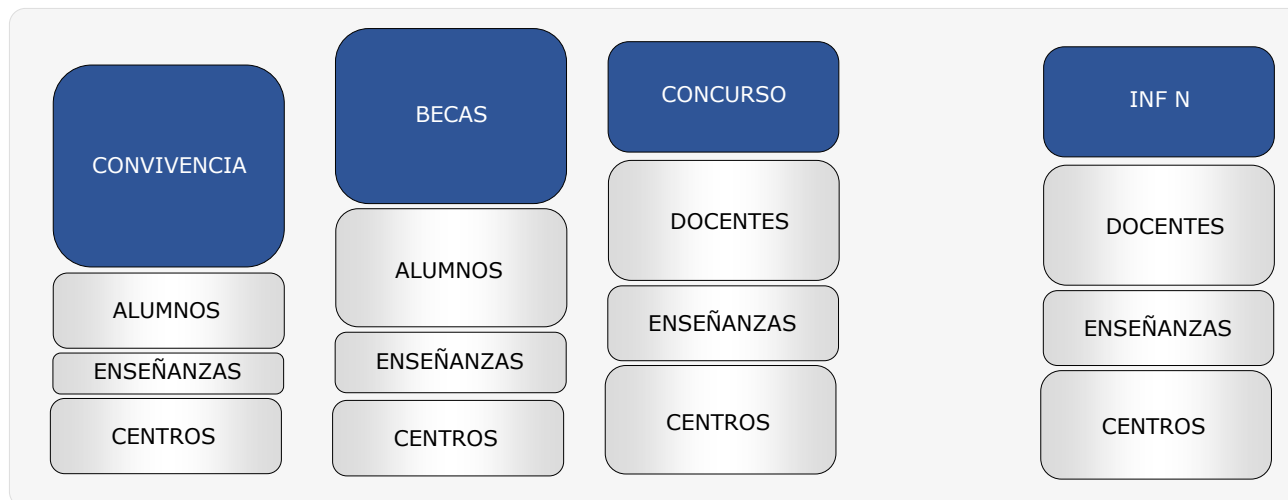 CONVIVENCIA
ALUMNOS
ENSEÑANZAS
CENTROS
BECAS
ALUMNOS
ENSEÑANZAS
CENTROS
CONCURSO
DOCENTES
ENSEÑANZAS
CENTROS
INF N
DOCENTES
ENSEÑANZAS
CENTROS